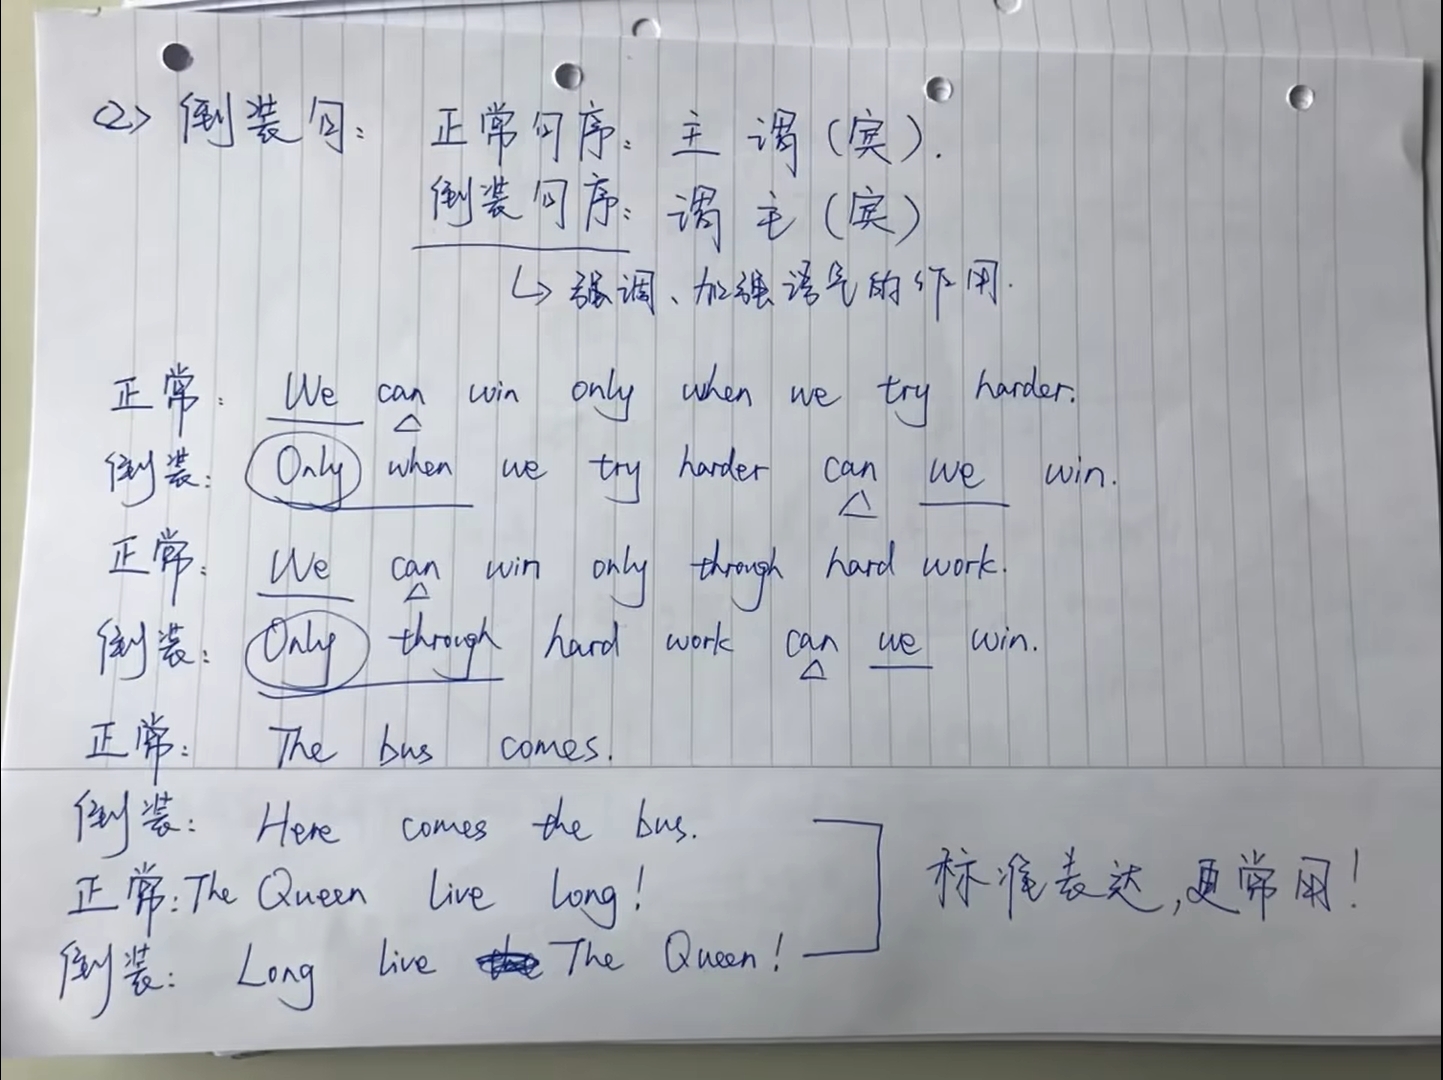 <2> 倒装句: 正常句序: 主 谓 (宾).
倒装句序: 谓 主 (宾)
↳ 强调、加强语气的作用.
正常: We can win only when we try harder.
倒装: Only when we try harder can we win.
正常: We can win only through hard work.
倒装: Only through hard work can we win.
正常: The bus comes.
倒装: Here comes the bus.
正常: The Queen live long!
倒装: Long live The Queen!
标准表达,更常用!